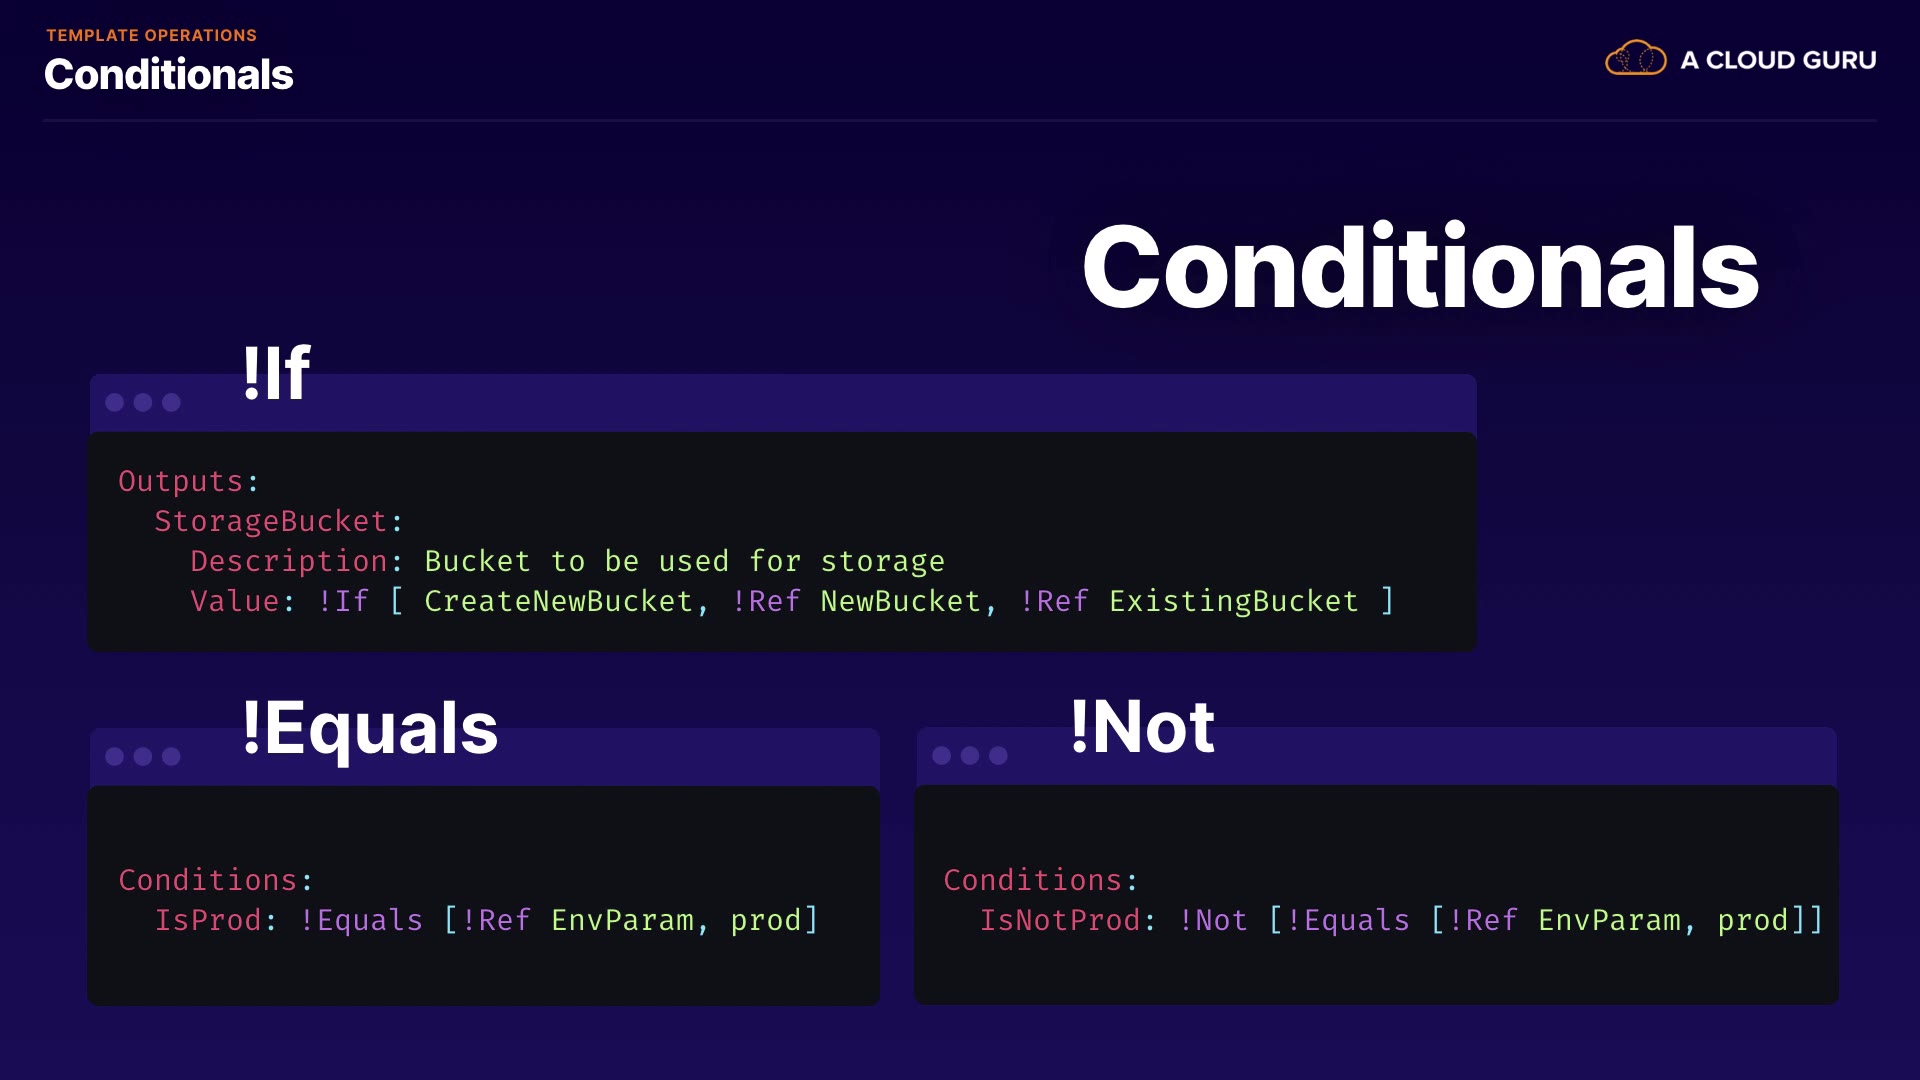 TEMPLATE OPERATIONS
Conditionals
A CLOUD GURU
Conditionals
!If
Outputs:
  StorageBucket:
    Description: Bucket to be used for storage
    Value: !If [ CreateNewBucket, !Ref NewBucket, !Ref ExistingBucket ]
!Equals
Conditions:
  IsProd: !Equals [!Ref EnvParam, prod]
!Not
Conditions:
  IsNotProd: !Not [!Equals [!Ref EnvParam, prod]]